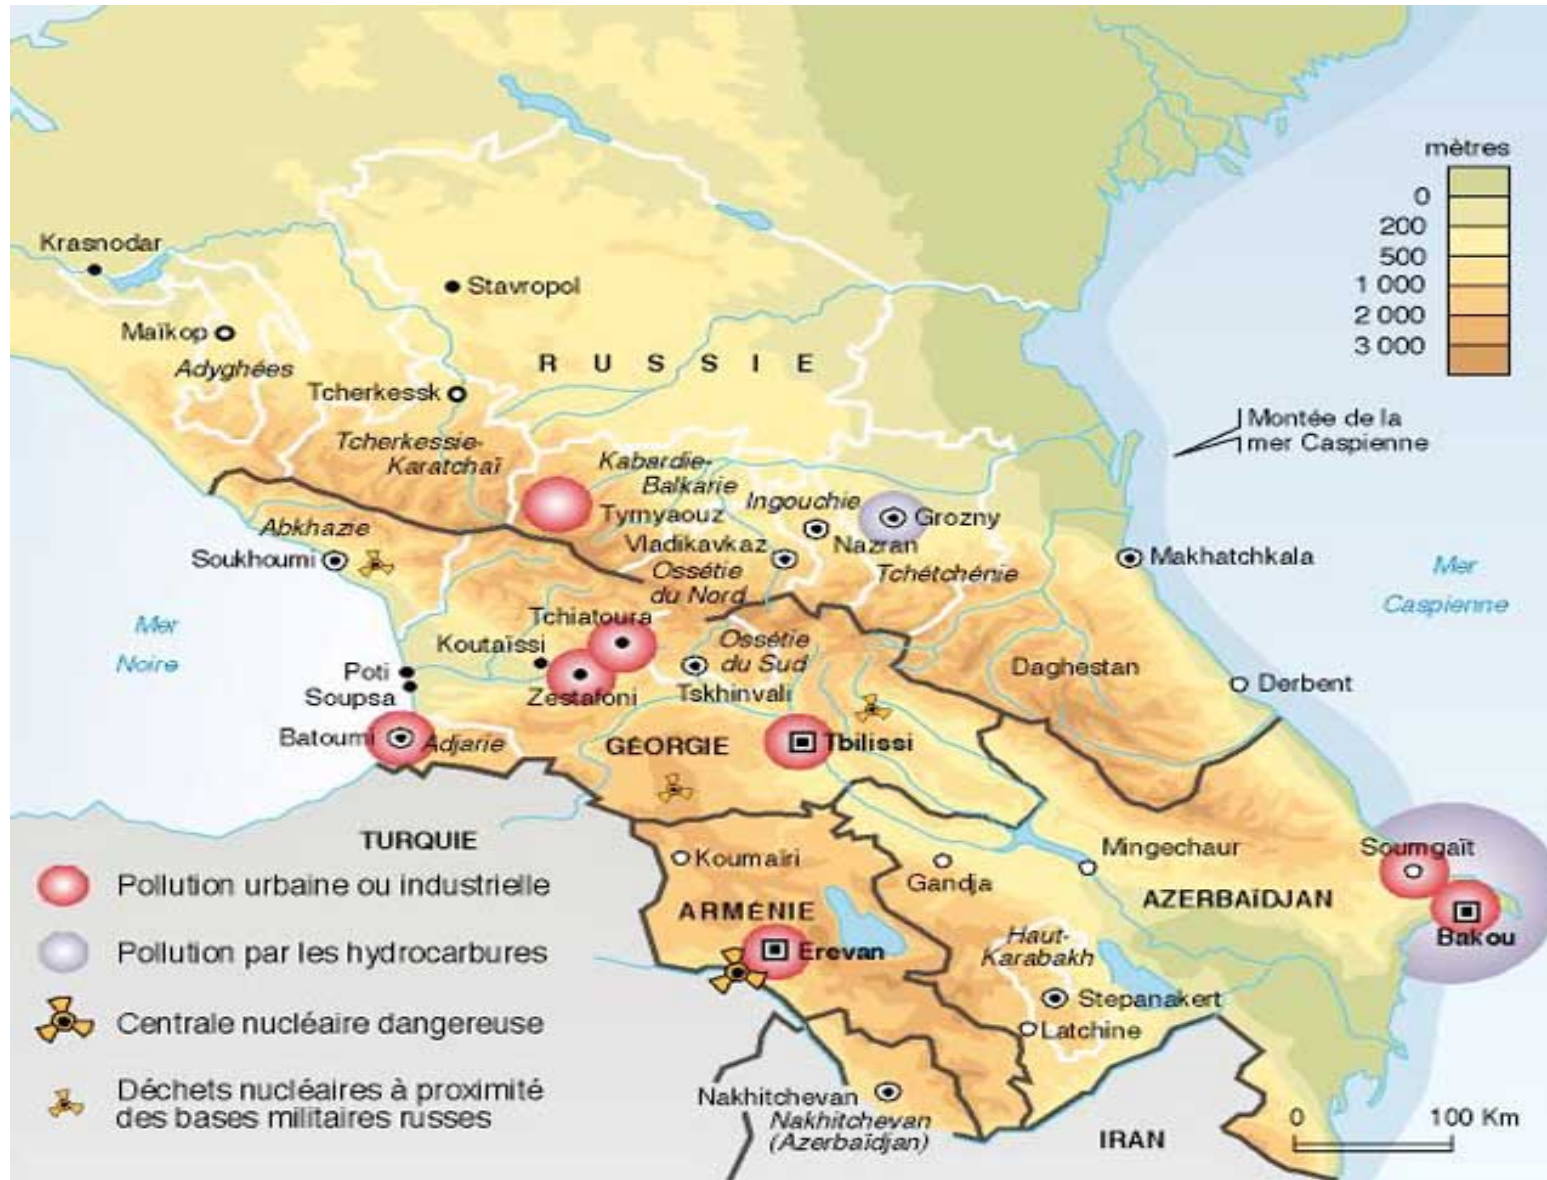 mètres
0
200
500
1 000
2 000
3 000
Krasnodar
Stavropol
Maïkop
Adyghées
RUSSIE
Tcherkessk
Montée de la
mer Caspienne
Tcherkessie-
Karatchaï
Kabardie-
Balkarie
Ingouchie
Tyrnyaouz
Grozny
Abkhazie
Vladikavkaz
Nazran
Soukhoumi
Makhatchkala
Ossétie
du Nord
Tchétchénie
Mer
Caspienne
Mer
Noire
Tchiatoura
Koutaïssi
Ossétie
du Sud
Daghestan
Poti
Soupsa
Zestafoni
Tskhinvali
Derbent
Batoumi
Adjarie
GÉORGIE
Tbilissi
TURQUIE
Koumaïri
Mingechaur
Soumgaït
Gandja
AZERBAÏDJAN
ARMÉNIE
Bakou
Haut-
Karabakh
Erevan
Stepanakert
Latchine
Nakhitchevan
Nakhitchevan
(Azerbaïdjan)
IRAN
Pollution urbaine ou industrielle
Pollution par les hydrocarbures
Centrale nucléaire dangereuse
Déchets nucléaires à proximité
des bases militaires russes
0 100 Km